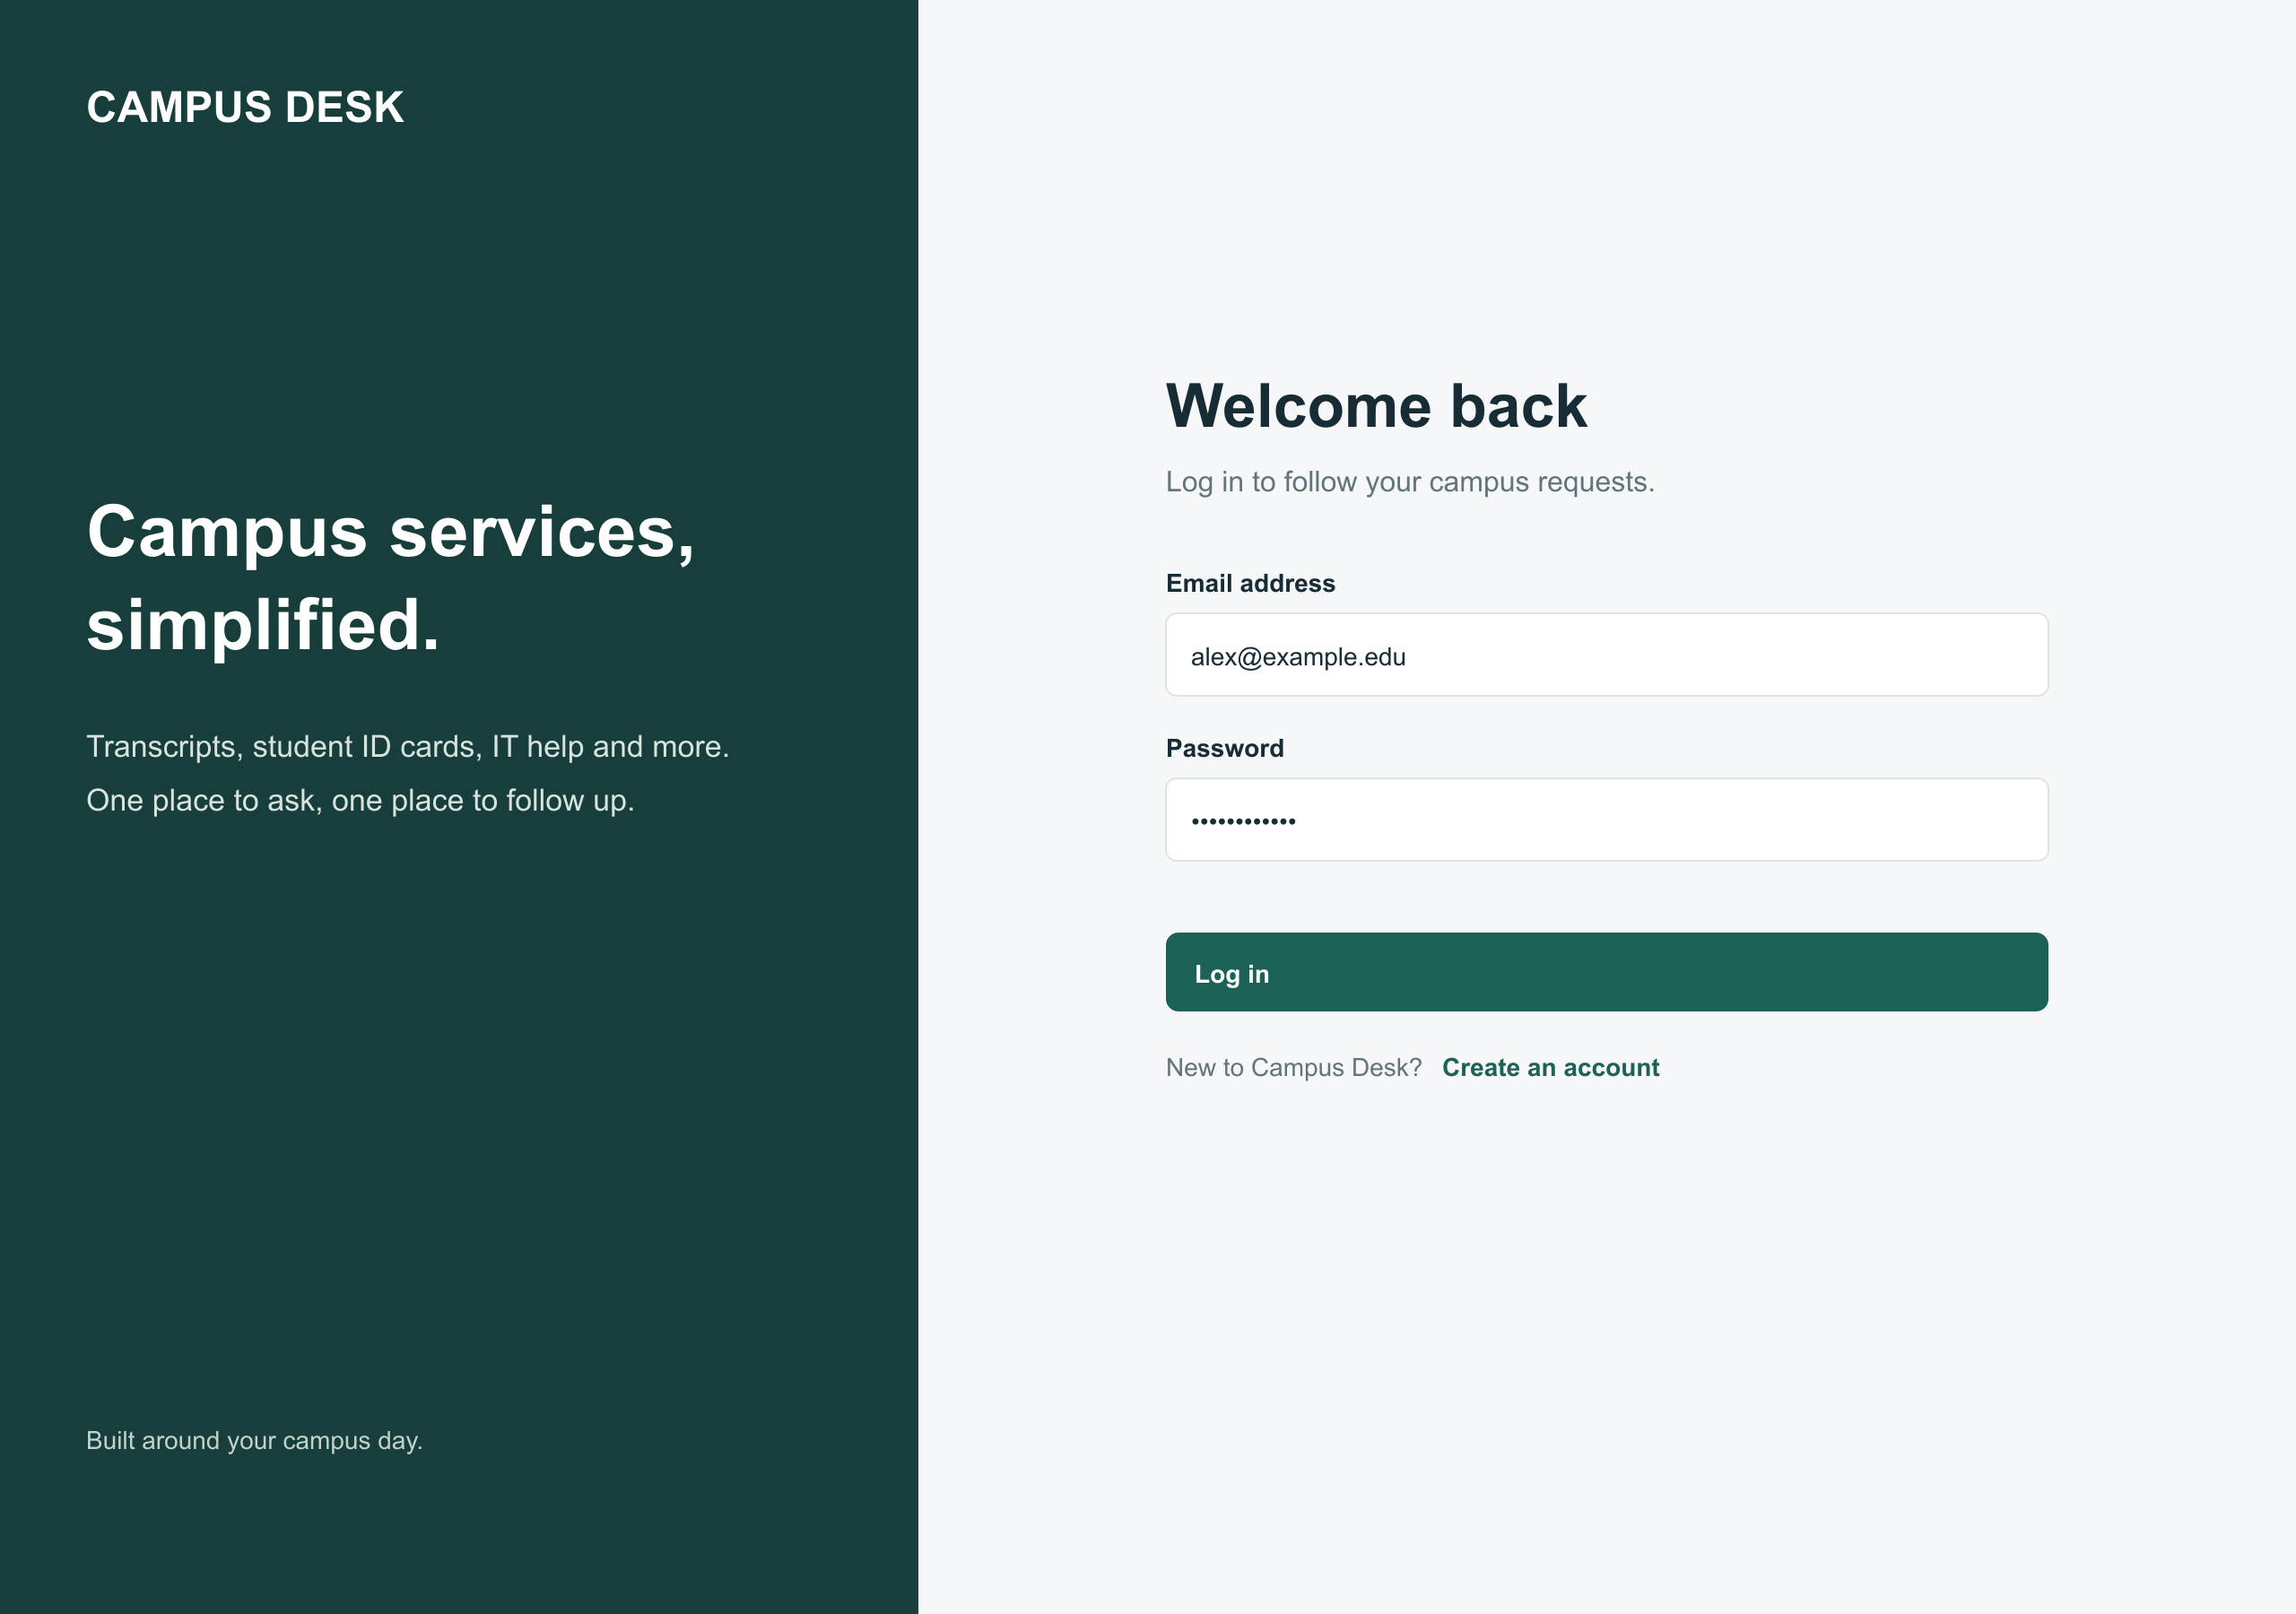 CAMPUS DESK
Campus services,
simplified.
Transcripts, student ID cards, IT help and more.
One place to ask, one place to follow up.
Built around your campus day.
Welcome back
Log in to follow your campus requests.
Email address
alex@example.edu
Password
••••••••••••
Log in
New to Campus Desk? Create an account